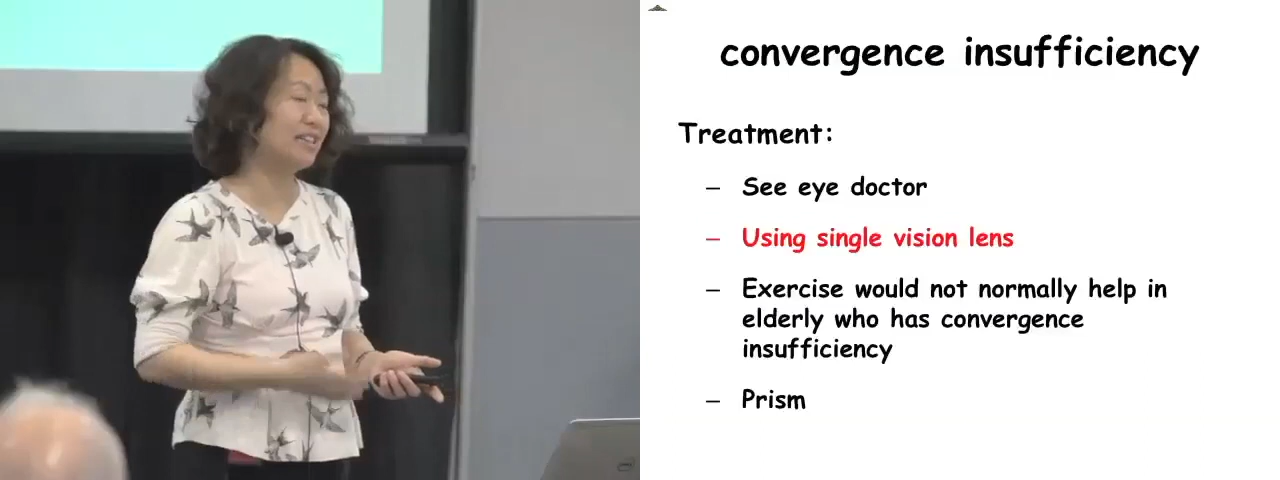 convergence insufficiency
Treatment:
– See eye doctor
– Using single vision lens
– Exercise would not normally help in
elderly who has convergence
insufficiency
– Prism